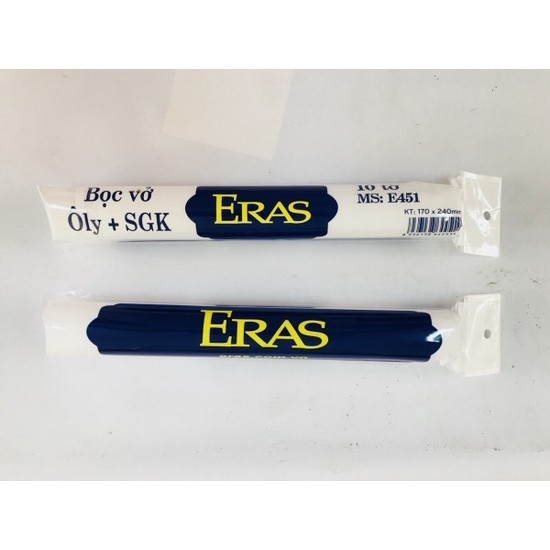 Bọc vở
Ôly + SGK
ERAS
10 tờ
MS: E451
KT: 170 x 240mm
ERAS